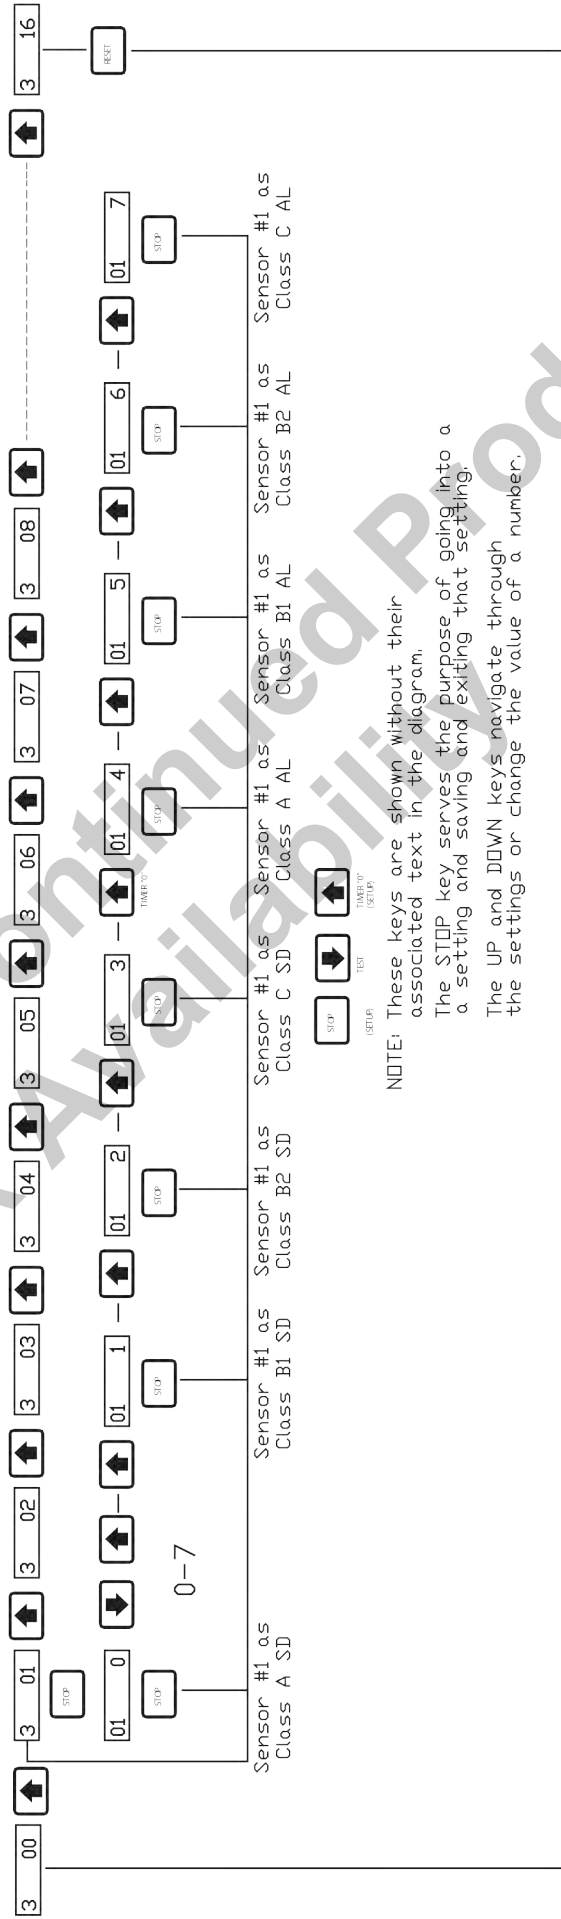 3 00
3 01
3 02
3 03
3 04
3 05
3 06
3 07
3 08
3 16
STOP
RESET
01 0
01 1
01 2
01 3
01 4
01 5
01 6
01 7
TIMER "0"
STOP
STOP
STOP
STOP
STOP
STOP
STOP
STOP
0-7
Sensor #1 as
Class A SD
Sensor #1 as
Class B1 SD
Sensor #1 as
Class B2 SD
Sensor #1 as
Class C SD
Sensor #1 as
Class A AL
Sensor #1 as
Class B1 AL
Sensor #1 as
Class B2 AL
Sensor #1 as
Class C AL
STOP
(SETUP)
TEST
TIMER "0"
(SETUP)
NOTE: These keys are shown without their
associated text in the diagram.
The STOP key serves the purpose of going into a
a setting and saving and exiting that setting.
The UP and DOWN keys navigate through
the settings or change the value of a number.
ontinued Prod
Availability